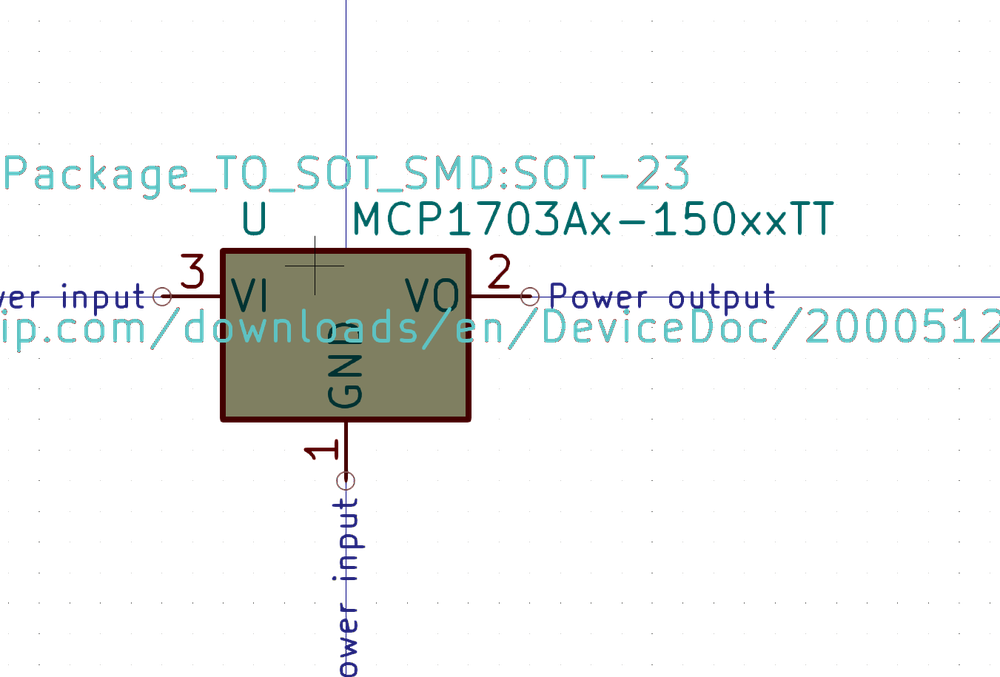 Package_TO_SOT_SMD:SOT-23
U MCP1703Ax-150xxTT
3 2
wer input VI VO Power output
ip.com/downloads/en/DeviceDoc/2000512
GND
1
ower input